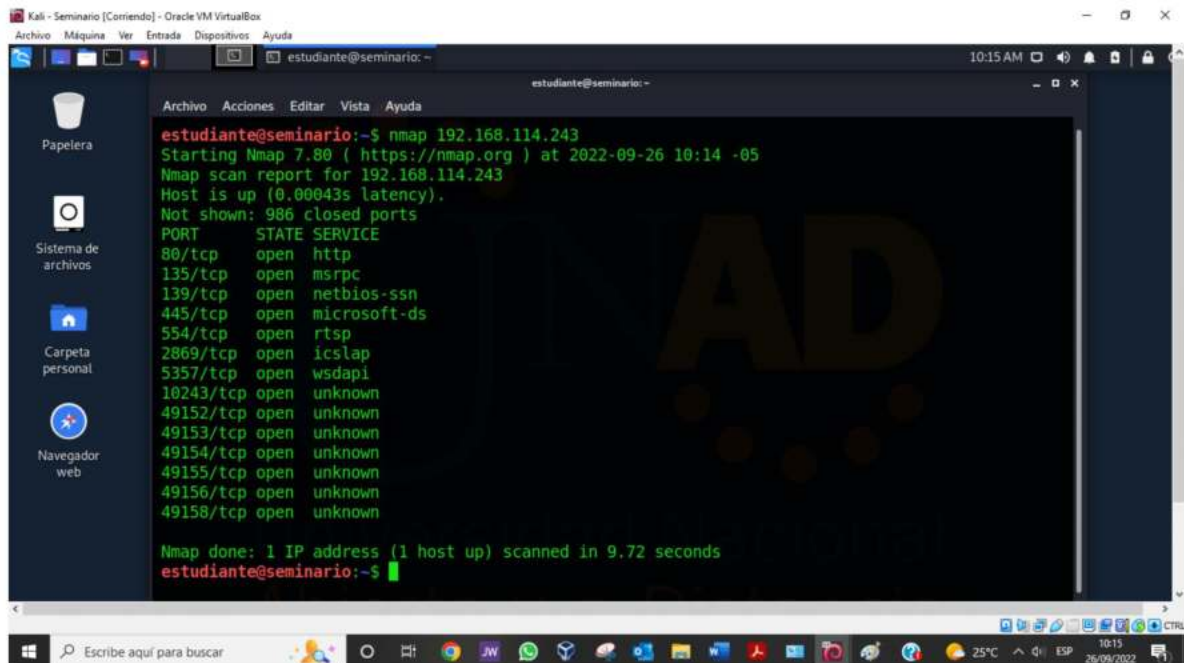 Kali - Seminario [Corriendo] - Oracle VM VirtualBox
Archivo Máquina Ver Entrada Dispositivos Ayuda
estudiante@seminario: ~
10:15 AM
estudiante@seminario: ~
Archivo Acciones Editar Vista Ayuda
Papelera
Sistema de
archivos
Carpeta
personal
Navegador
web
estudiante@seminario:~$ nmap 192.168.114.243
Starting Nmap 7.80 ( https://nmap.org ) at 2022-09-26 10:14 -05
Nmap scan report for 192.168.114.243
Host is up (0.00043s latency).
Not shown: 986 closed ports
PORT STATE SERVICE
80/tcp open http
135/tcp open msrpc
139/tcp open netbios-ssn
445/tcp open microsoft-ds
554/tcp open rtsp
2869/tcp open icslap
5357/tcp open wsdapi
10243/tcp open unknown
49152/tcp open unknown
49153/tcp open unknown
49154/tcp open unknown
49155/tcp open unknown
49156/tcp open unknown
49158/tcp open unknown
Nmap done: 1 IP address (1 host up) scanned in 9.72 seconds
estudiante@seminario:~$
CTRL
Escribe aquí para buscar
JW
25°C
ESP
10:15
26/09/2022